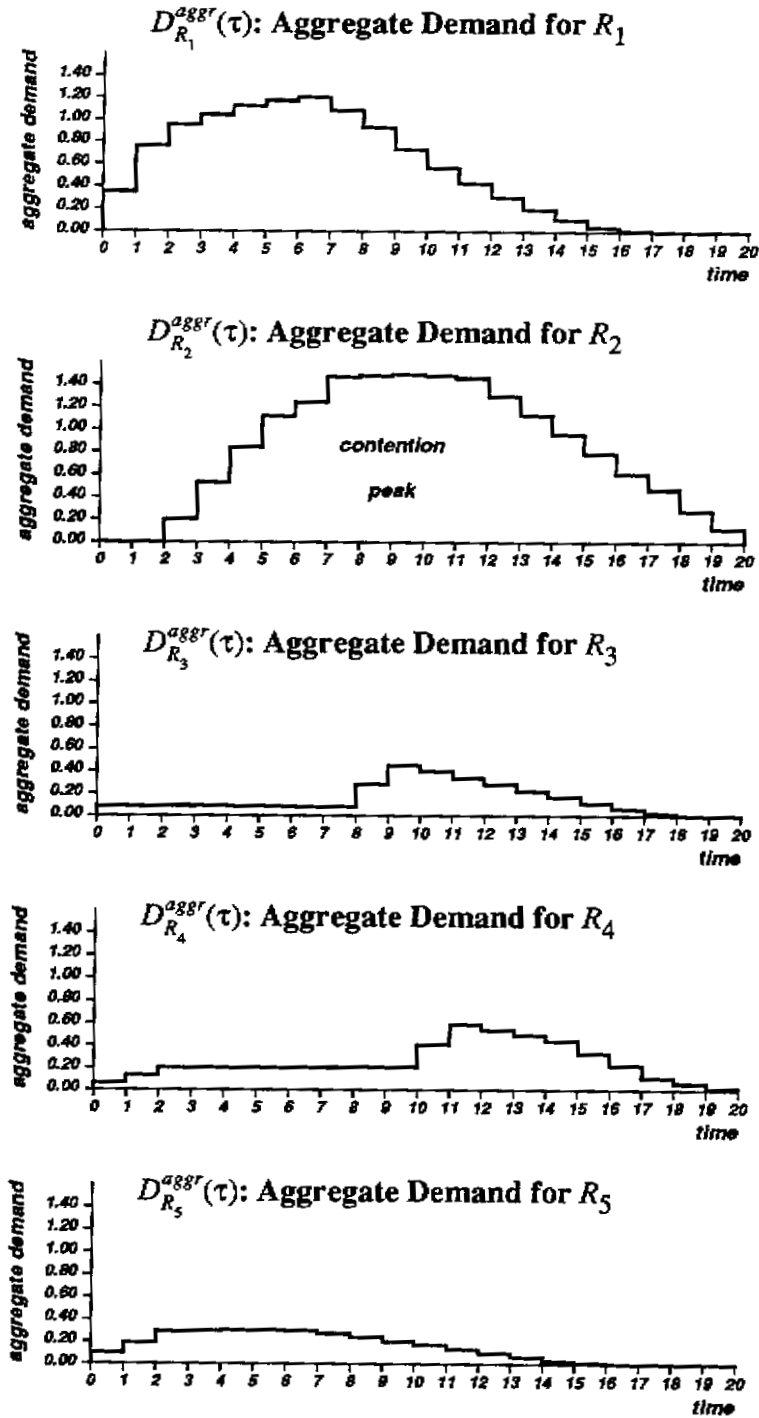 D_{R_1}^{aggr}(τ): Aggregate Demand for R_1
aggregate demand
1.40
1.20
1.00
0.80
0.60
0.40
0.20
0.00
0 1 2 3 4 5 6 7 8 9 10 11 12 13 14 15 16 17 18 19 20
time
D_{R_2}^{aggr}(τ): Aggregate Demand for R_2
aggregate demand
1.40
1.20
1.00
0.80
0.60
0.40
0.20
0.00
contention
peak
0 1 2 3 4 5 6 7 8 9 10 11 12 13 14 15 16 17 18 19 20
time
D_{R_3}^{aggr}(τ): Aggregate Demand for R_3
aggregate demand
1.40
1.20
1.00
0.80
0.60
0.40
0.20
0.00
0 1 2 3 4 5 6 7 8 9 10 11 12 13 14 15 16 17 18 19 20
time
D_{R_4}^{aggr}(τ): Aggregate Demand for R_4
aggregate demand
1.40
1.20
1.00
0.80
0.60
0.40
0.20
0.00
0 1 2 3 4 5 6 7 8 9 10 11 12 13 14 15 16 17 18 19 20
time
D_{R_5}^{aggr}(τ): Aggregate Demand for R_5
aggregate demand
1.40
1.20
1.00
0.80
0.60
0.40
0.20
0.00
0 1 2 3 4 5 6 7 8 9 10 11 12 13 14 15 16 17 18 19 20
time